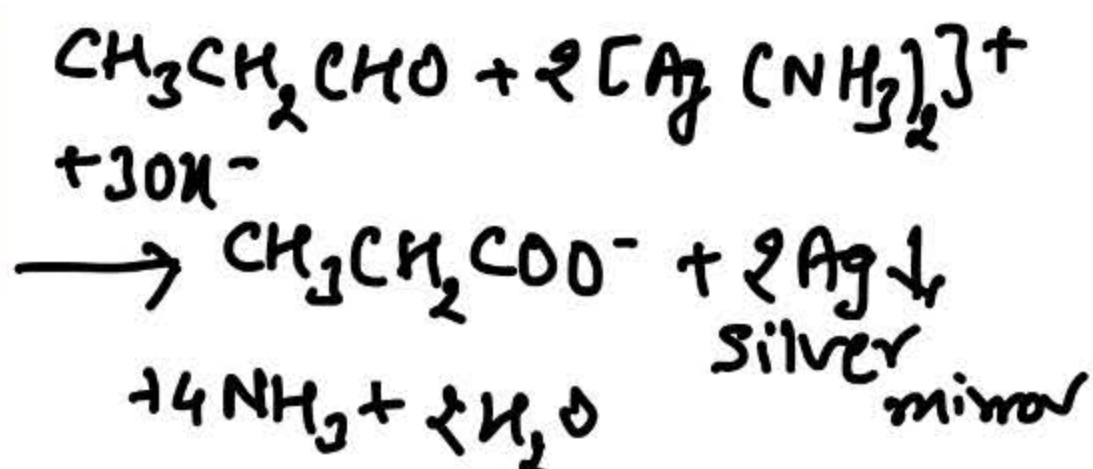 CH₃CH₂CHO + 2[Ag(NH₃)₂]⁺
+3OH⁻
⟶ CH₃CH₂COO⁻ + 2Ag↓
silver
mirror
+4NH₃ + 2H₂O